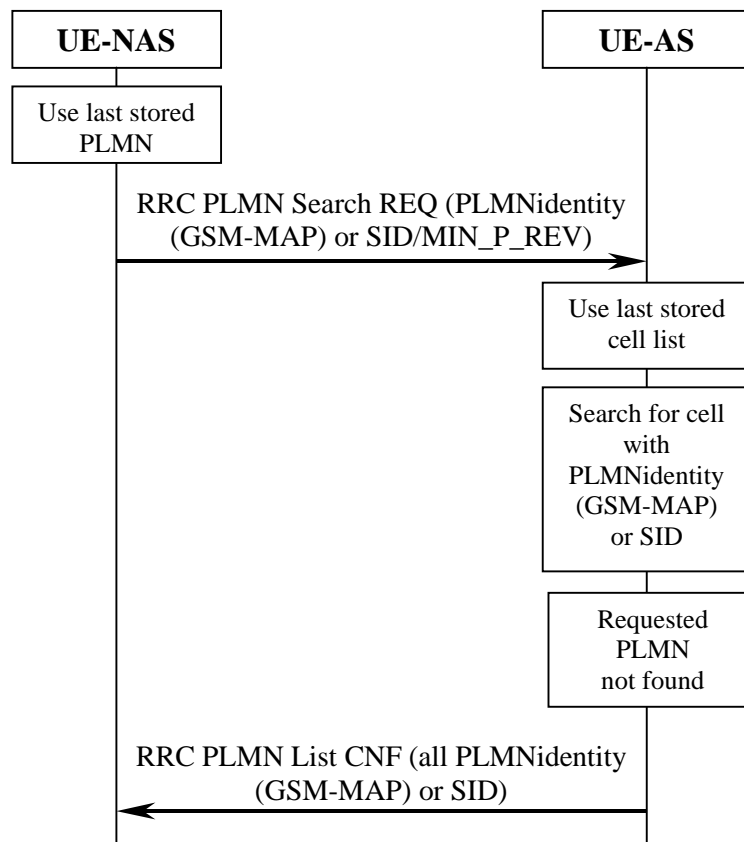 UE-NAS
UE-AS
Use last stored
PLMN
RRC PLMN Search REQ (PLMNidentity
(GSM-MAP) or SID/MIN_P_REV)
Use last stored
cell list
Search for cell
with
PLMNidentity
(GSM-MAP)
or SID
Requested
PLMN
not found
RRC PLMN List CNF (all PLMNidentity
(GSM-MAP) or SID)